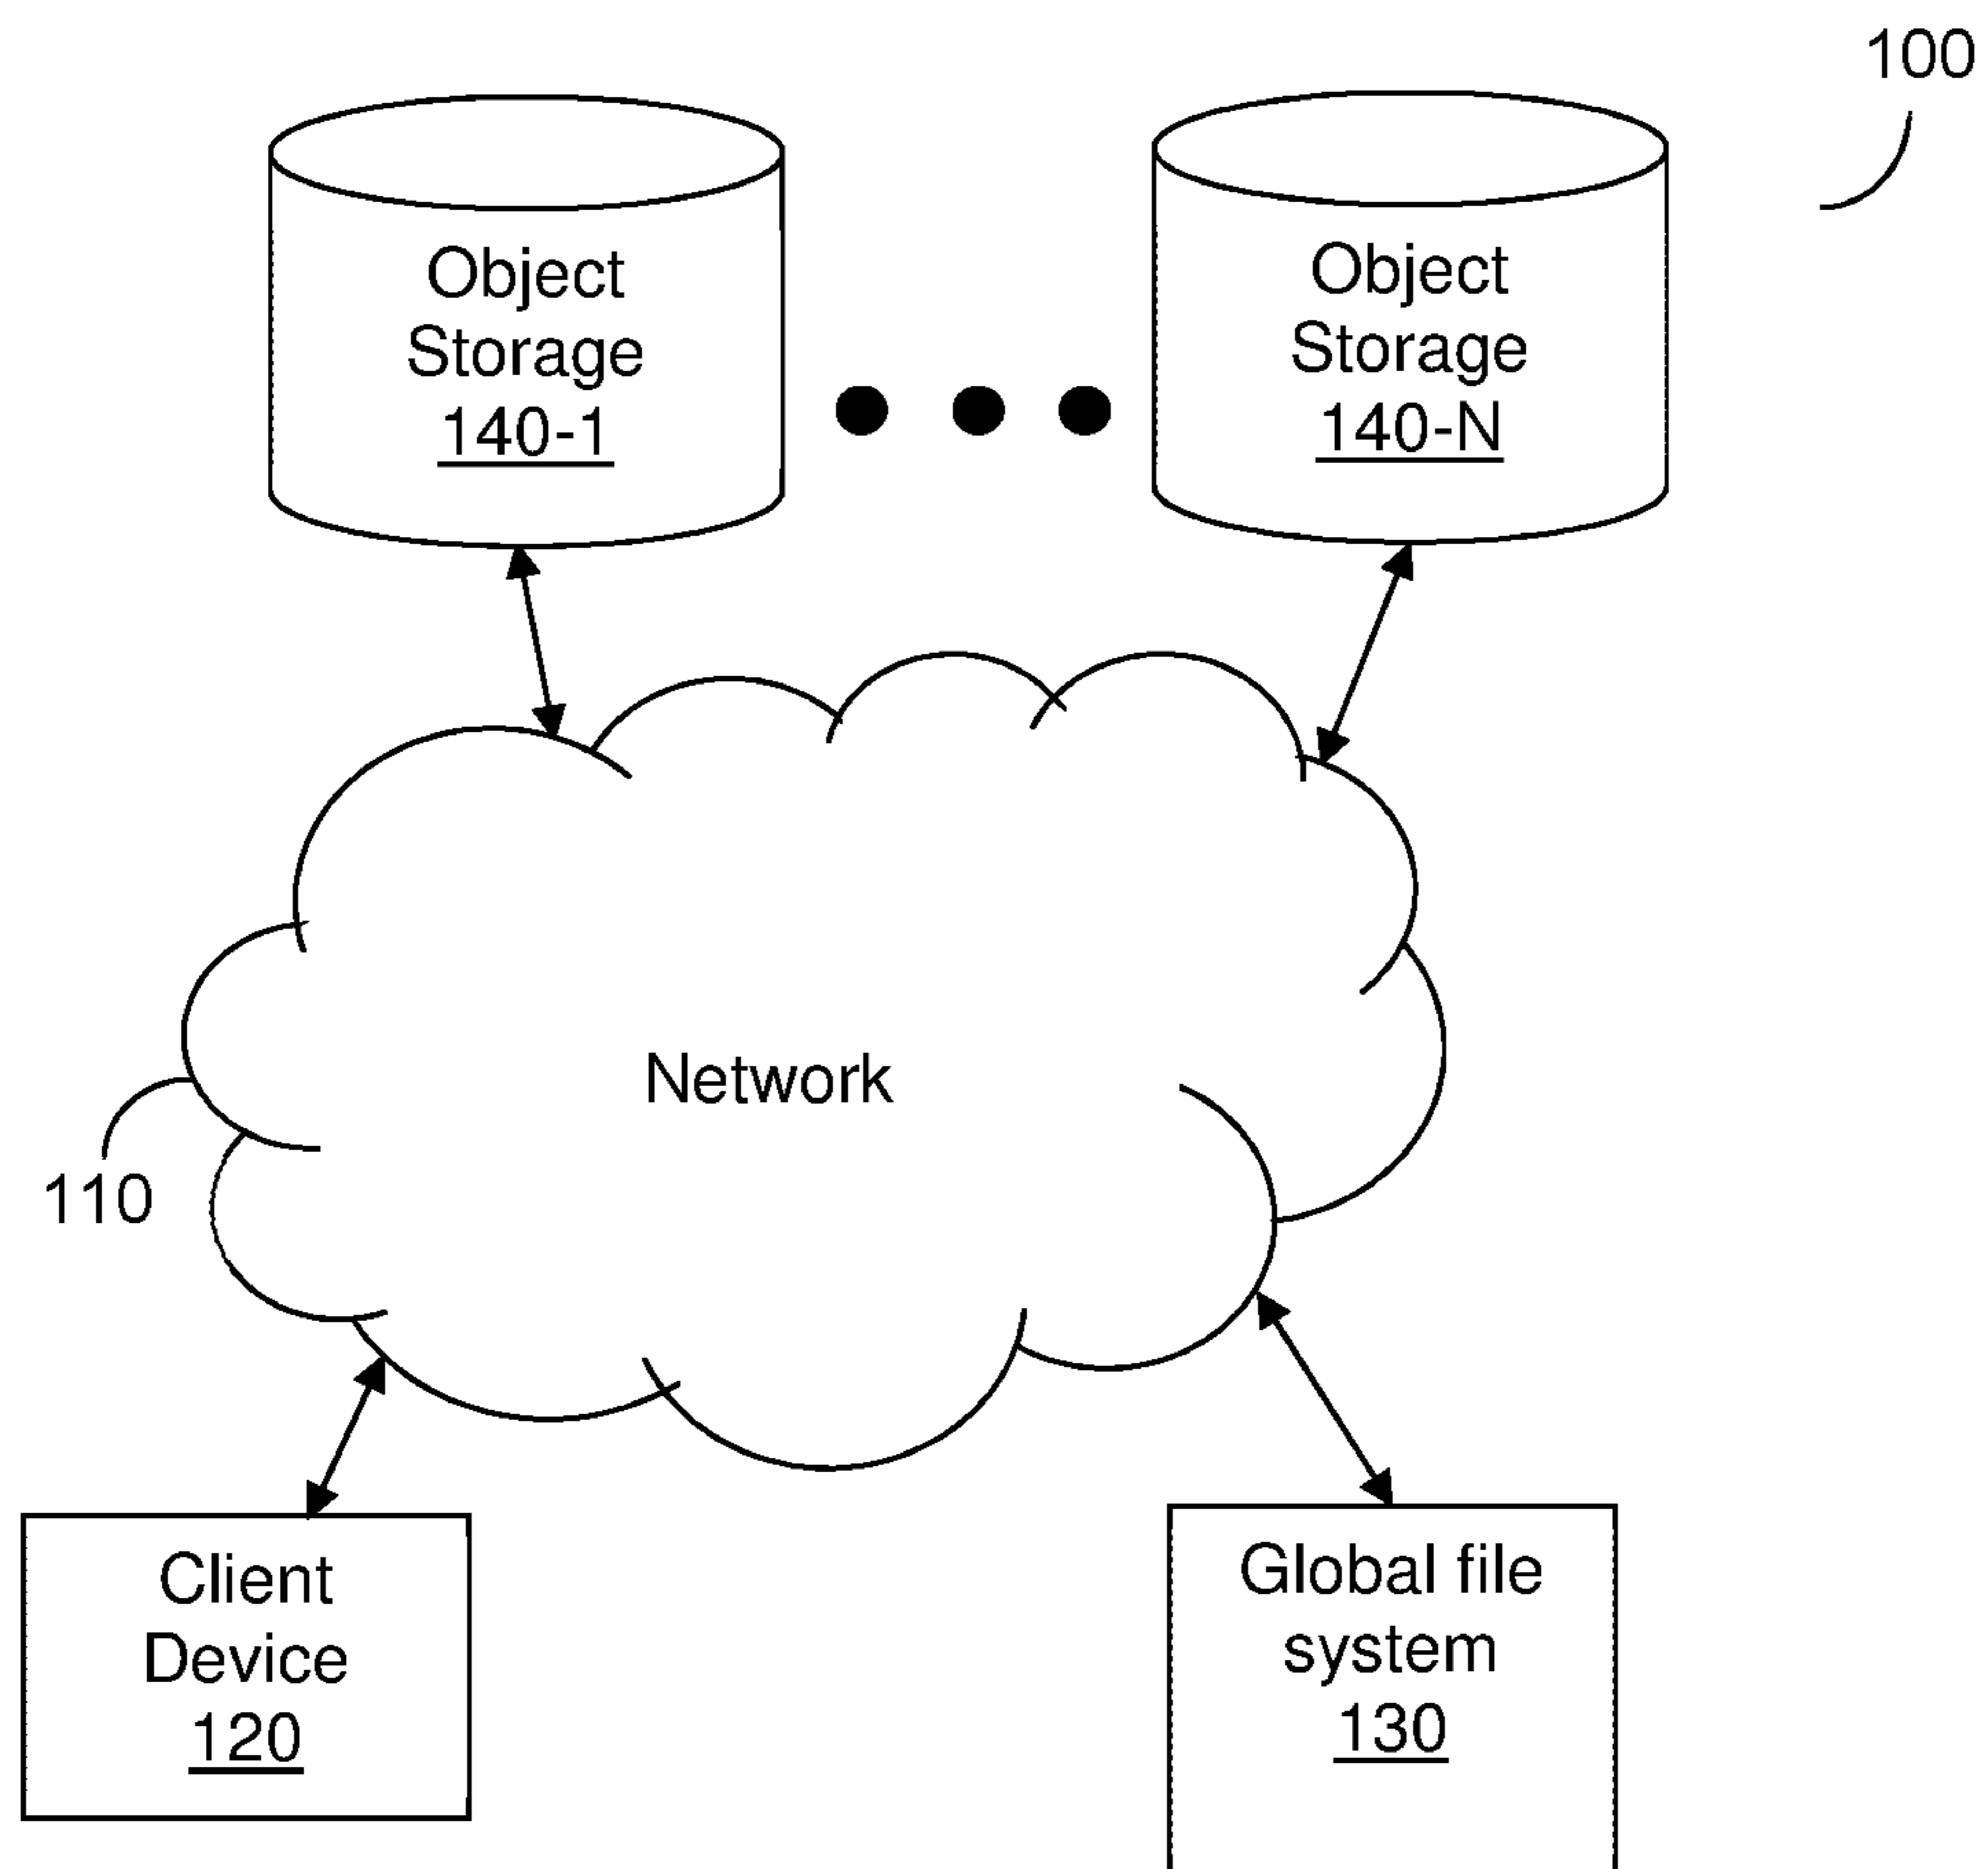 100
Object
Storage
140-1
Object
Storage
140-N
Network
110
Client
Device
120
Global file
system
130